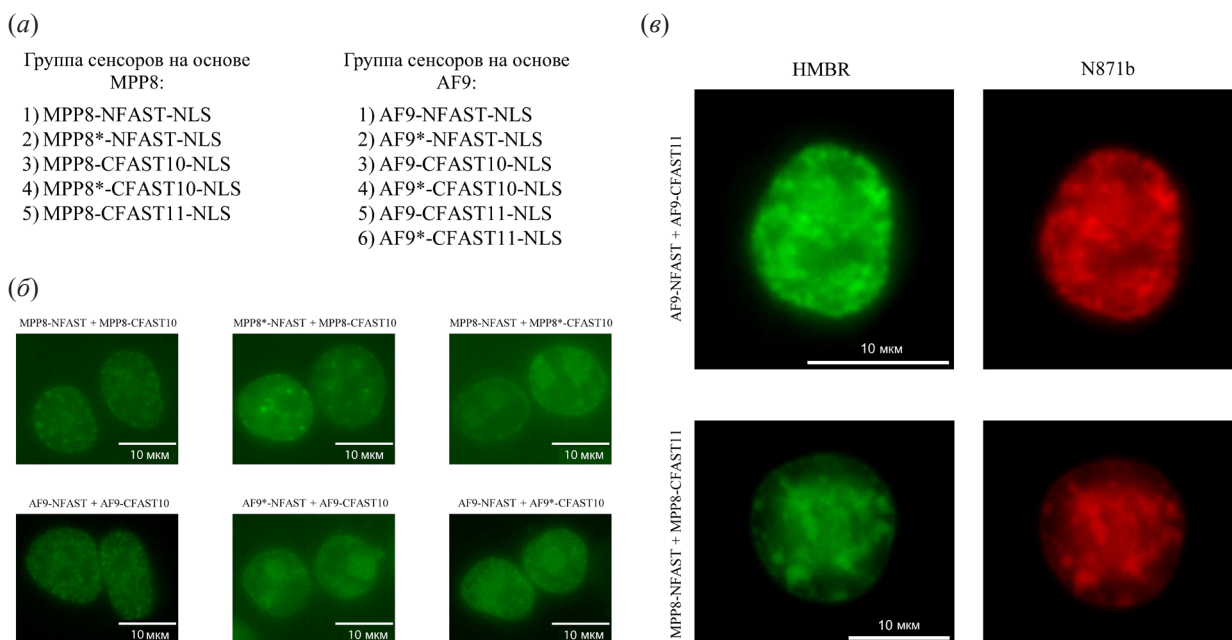 (а)
Группа сенсоров на основе
MPP8:
1) MPP8-NFAST-NLS
2) MPP8*-NFAST-NLS
3) MPP8-CFAST10-NLS
4) MPP8*-CFAST10-NLS
5) MPP8-CFAST11-NLS
Группа сенсоров на основе
AF9:
1) AF9-NFAST-NLS
2) AF9*-NFAST-NLS
3) AF9-CFAST10-NLS
4) AF9*-CFAST10-NLS
5) AF9-CFAST11-NLS
6) AF9*-CFAST11-NLS
(б)
MPP8-NFAST + MPP8-CFAST10
10 мкм
MPP8*-NFAST + MPP8-CFAST10
10 мкм
MPP8-NFAST + MPP8*-CFAST10
10 мкм
AF9-NFAST + AF9-CFAST10
10 мкм
AF9*-NFAST + AF9-CFAST10
10 мкм
AF9-NFAST + AF9*-CFAST10
10 мкм
(в)
HMBR
N871b
AF9-NFAST + AF9-CFAST11
10 мкм
MPP8-NFAST + MPP8-CFAST11
10 мкм